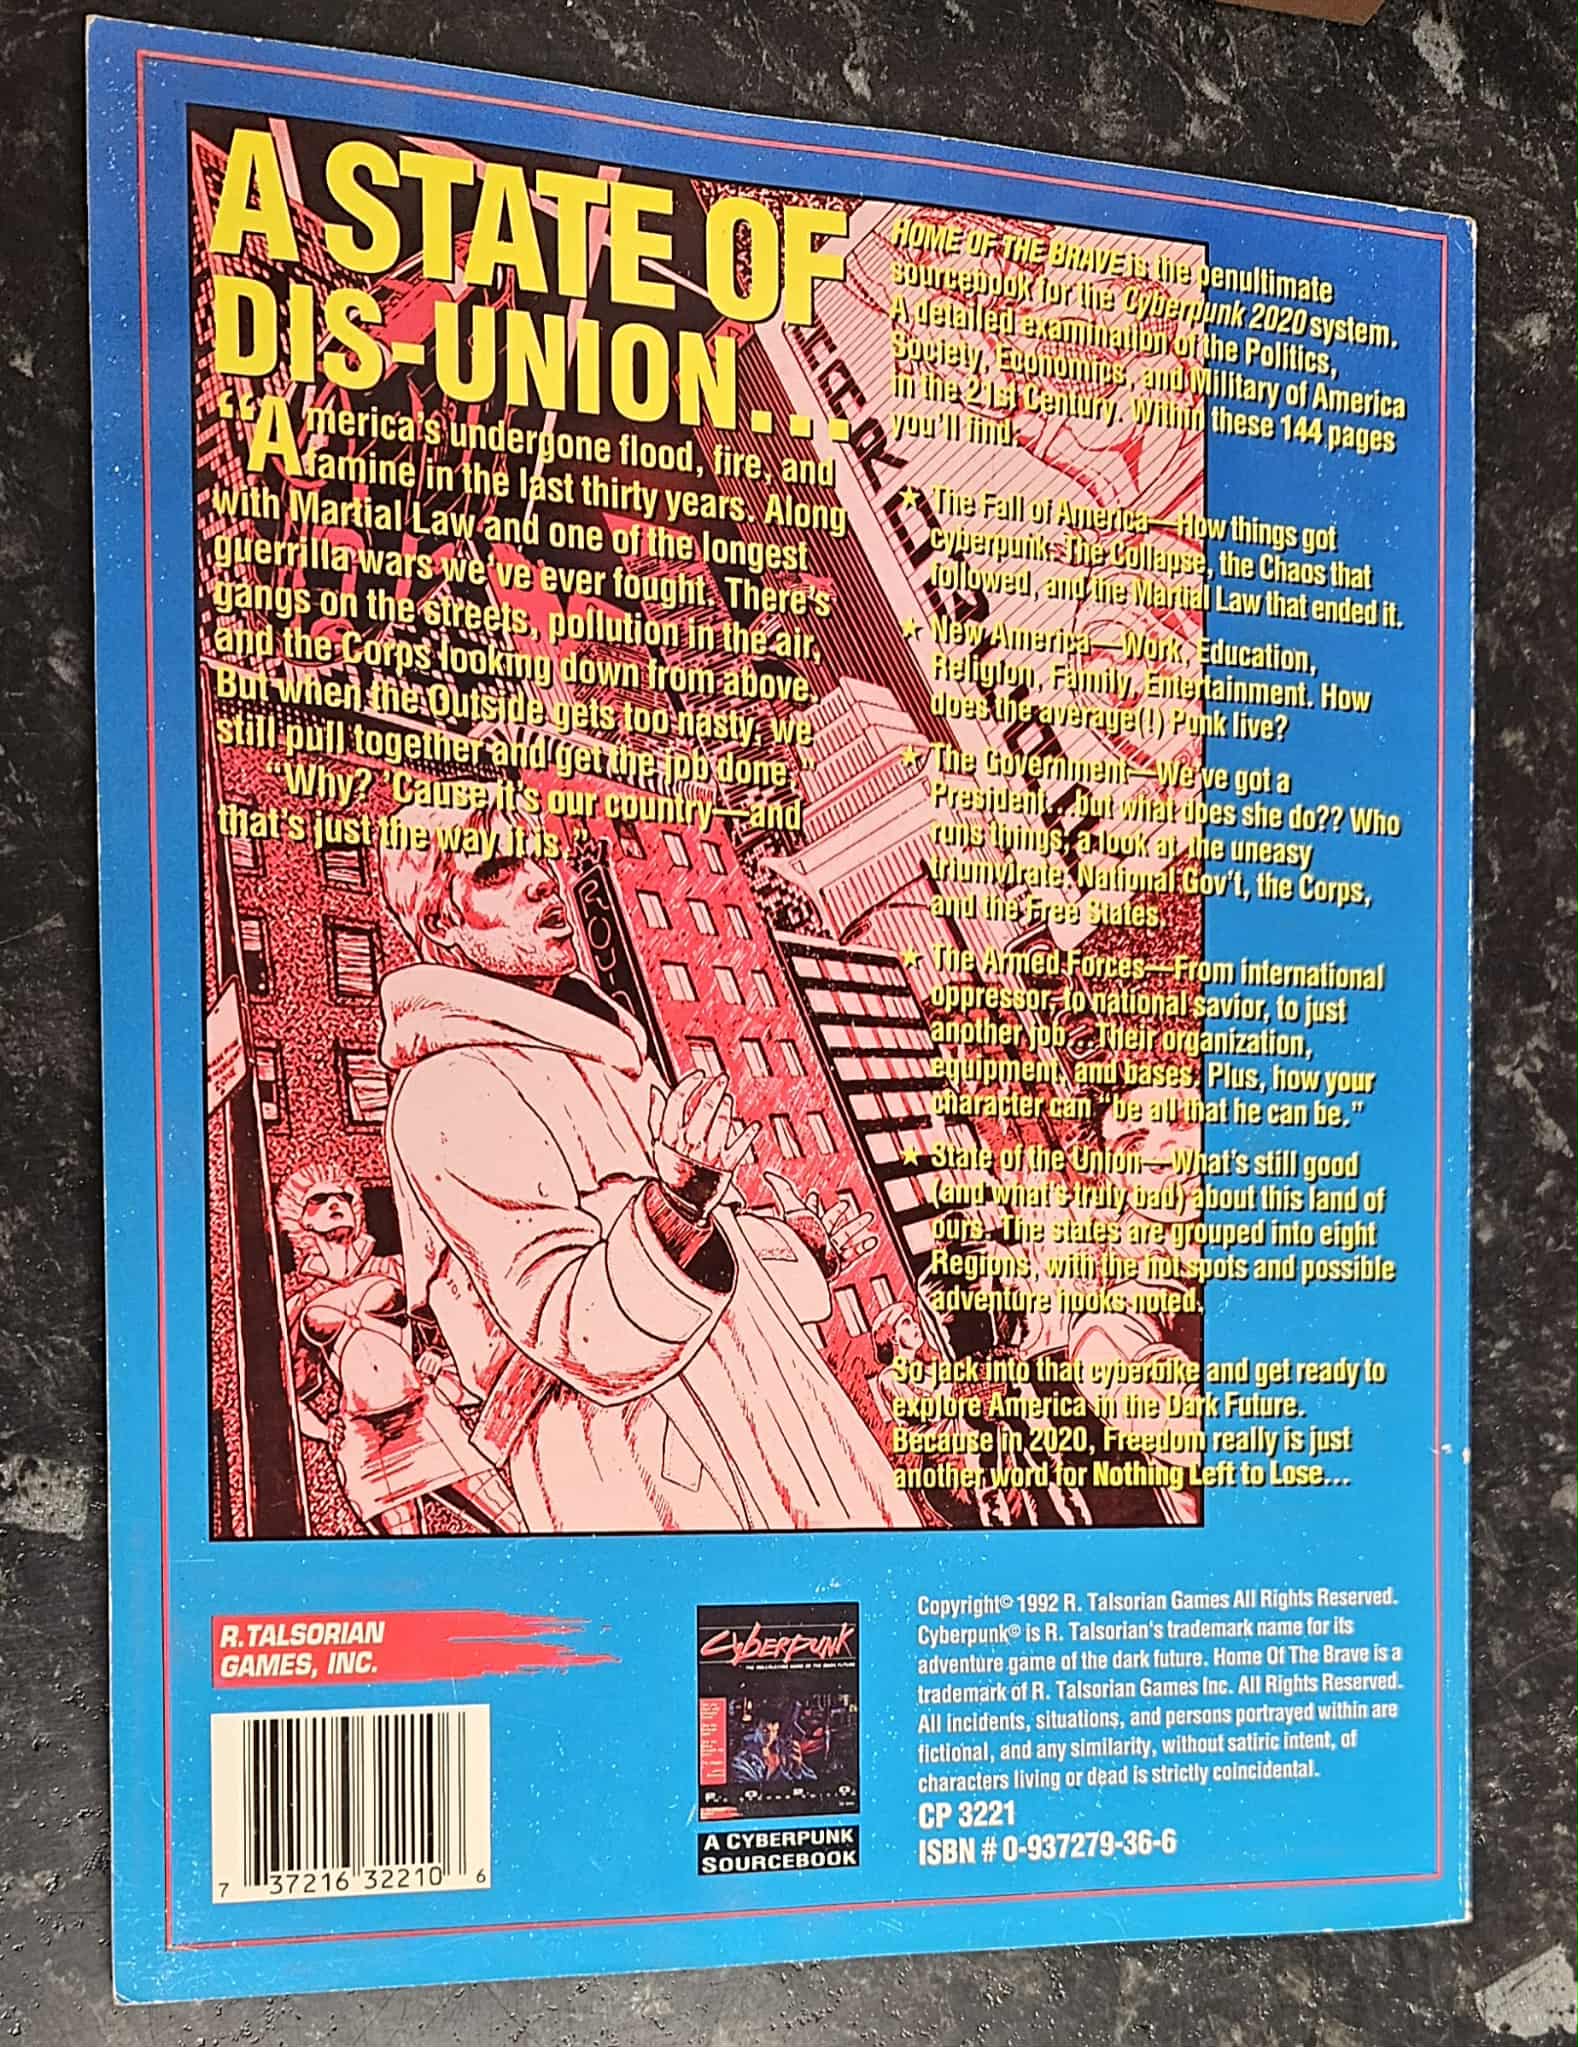 A STATE OF
DIS-UNION...
“America’s undergone flood, fire, and
famine in the last thirty years. Along
with Martial Law and one of the longest
guerrilla wars we’ve ever fought. There’s
gangs on the streets, pollution in the air,
and the Corps looking down from above.
But when the Outside gets too nasty, we
still pull together and get the job done.”
“Why? ’Cause it’s our country—and
that’s just the way it is.”
HOME OF THE BRAVE is the penultimate
sourcebook for the Cyberpunk 2020 system.
A detailed examination of the Politics,
Society, Economics, and Military of America
in the 21st Century. Within these 144 pages
you’ll find:
★ The Fall of America—How things got
cyberpunk. The Collapse, the Chaos that
followed, and the Martial Law that ended it.
★ New America—Work, Education,
Religion, Family, Entertainment. How
does the average(!) Punk live?
★ The Government—We’ve got a
President...but what does she do?? Who
runs things, a look at the uneasy
triumvirate: National Gov’t, the Corps,
and the Free States.
★ The Armed Forces—From international
oppressor, to national savior, to just
another job... Their organization,
equipment, and bases. Plus, how your
character can “be all that he can be.”
★ State of the Union—What’s still good
(and what’s truly bad) about this land of
ours. The states are grouped into eight
Regions, with the hot spots and possible
adventure hooks noted.
So jack into that cyberbike and get ready to
explore America in the Dark Future.
Because in 2020, Freedom really is just
another word for Nothing Left to Lose...
R.TALSORIAN
GAMES, INC.
7 37216 32210 6
CYBERPUNK
THE ROLEPLAYING GAME OF THE DARK FUTURE
2.0.2.0.
A CYBERPUNK
SOURCEBOOK
Copyright© 1992 R. Talsorian Games All Rights Reserved.
Cyberpunk© is R. Talsorian's trademark name for its
adventure game of the dark future. Home Of The Brave is a
trademark of R. Talsorian Games Inc. All Rights Reserved.
All incidents, situations, and persons portrayed within are
fictional, and any similarity, without satiric intent, of
characters living or dead is strictly coincidental.
CP 3221
ISBN # 0-937279-36-6